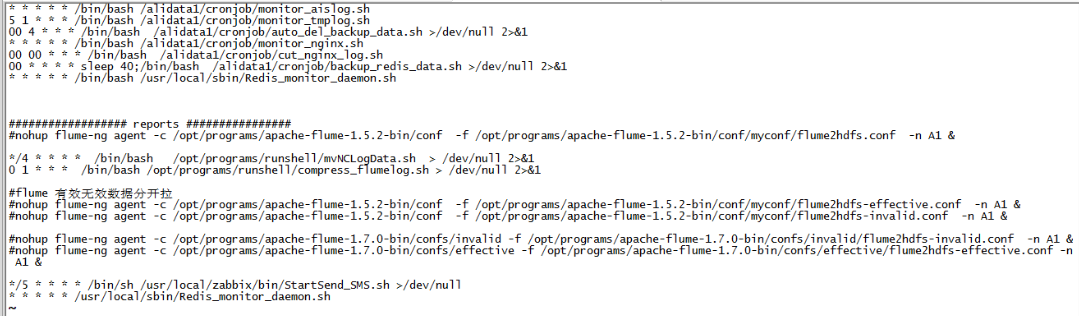 * * * * * /bin/bash /alidata1/cronjob/monitor_aislog.sh
5 1 * * * /bin/bash /alidata1/cronjob/monitor_tmplog.sh
00 4 * * * /bin/bash  /alidata1/cronjob/auto_del_backup_data.sh >/dev/null 2>&1
* * * * * /bin/bash /alidata1/cronjob/monitor_nginx.sh
00 00 * * * /bin/bash  /alidata1/cronjob/cut_nginx_log.sh
00 * * * * sleep 40;/bin/bash  /alidata1/cronjob/backup_redis_data.sh >/dev/null 2>&1
* * * * * /bin/bash /usr/local/sbin/Redis_monitor_daemon.sh
################## reports ################
#nohup flume-ng agent -c /opt/programs/apache-flume-1.5.2-bin/conf  -f /opt/programs/apache-flume-1.5.2-bin/conf/myconf/flume2hdfs.conf  -n A1 &
*/4 * * * *  /bin/bash   /opt/programs/runshell/mvNCLogData.sh  > /dev/null 2>&1
0 1 * * *  /bin/bash /opt/programs/runshell/compress_flumelog.sh > /dev/null 2>&1
#flume 有效无效数据分开拉
#nohup flume-ng agent -c /opt/programs/apache-flume-1.5.2-bin/conf  -f /opt/programs/apache-flume-1.5.2-bin/conf/myconf/flume2hdfs-effective.conf  -n A1 &
#nohup flume-ng agent -c /opt/programs/apache-flume-1.5.2-bin/conf  -f /opt/programs/apache-flume-1.5.2-bin/conf/myconf/flume2hdfs-invalid.conf  -n A1 &
#nohup flume-ng agent -c /opt/programs/apache-flume-1.7.0-bin/confs/invalid -f /opt/programs/apache-flume-1.7.0-bin/confs/invalid/flume2hdfs-invalid.conf  -n A1 &
#nohup flume-ng agent -c /opt/programs/apache-flume-1.7.0-bin/confs/effective -f /opt/programs/apache-flume-1.7.0-bin/confs/effective/flume2hdfs-effective.conf -n
 A1 &
*/5 * * * * /bin/sh /usr/local/zabbix/bin/StartSend_SMS.sh >/dev/null
* * * * * /usr/local/sbin/Redis_monitor_daemon.sh
~